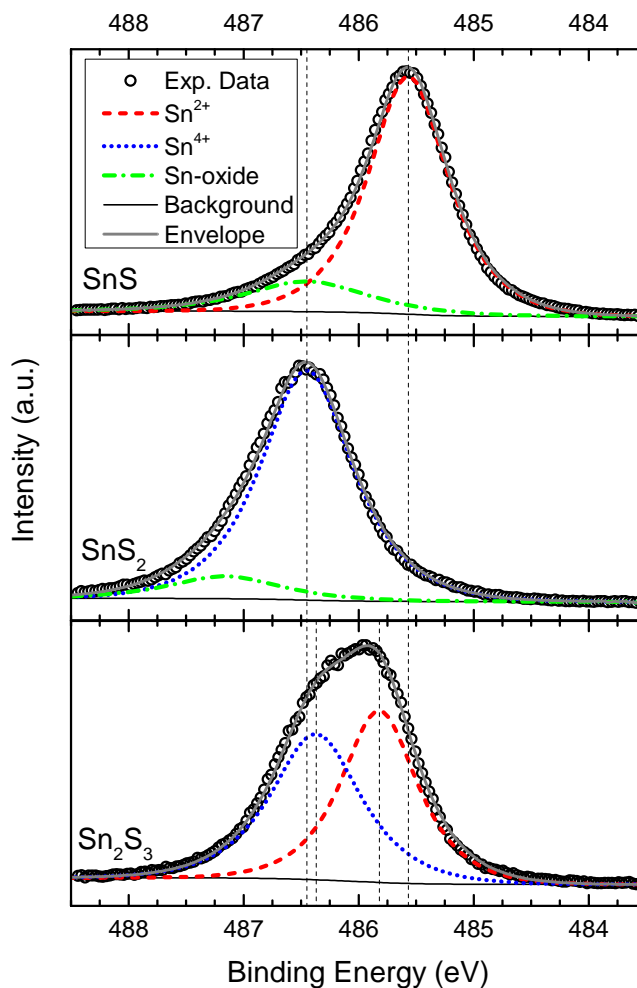 488 487 486 485 484
Exp. Data
Sn²⁺
Sn⁴⁺
Sn-oxide
Background
Envelope
SnS
Intensity (a.u.)
SnS₂
Sn₂S₃
488 487 486 485 484
Binding Energy (eV)